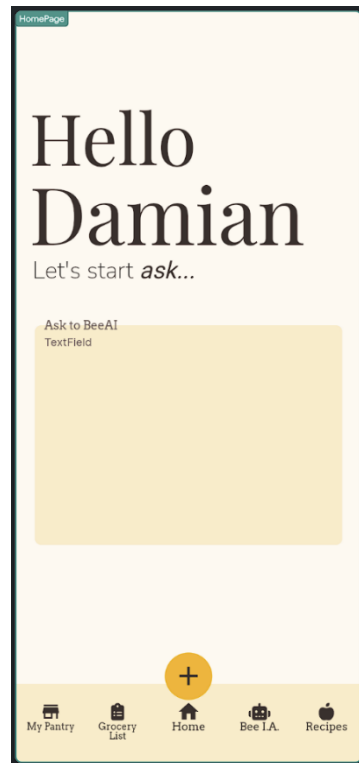 HomePage
Hello
Damian
Let's start ask...
Ask to BeeAI
TextField
+
My Pantry
Grocery
List
Home
Bee I.A.
Recipes